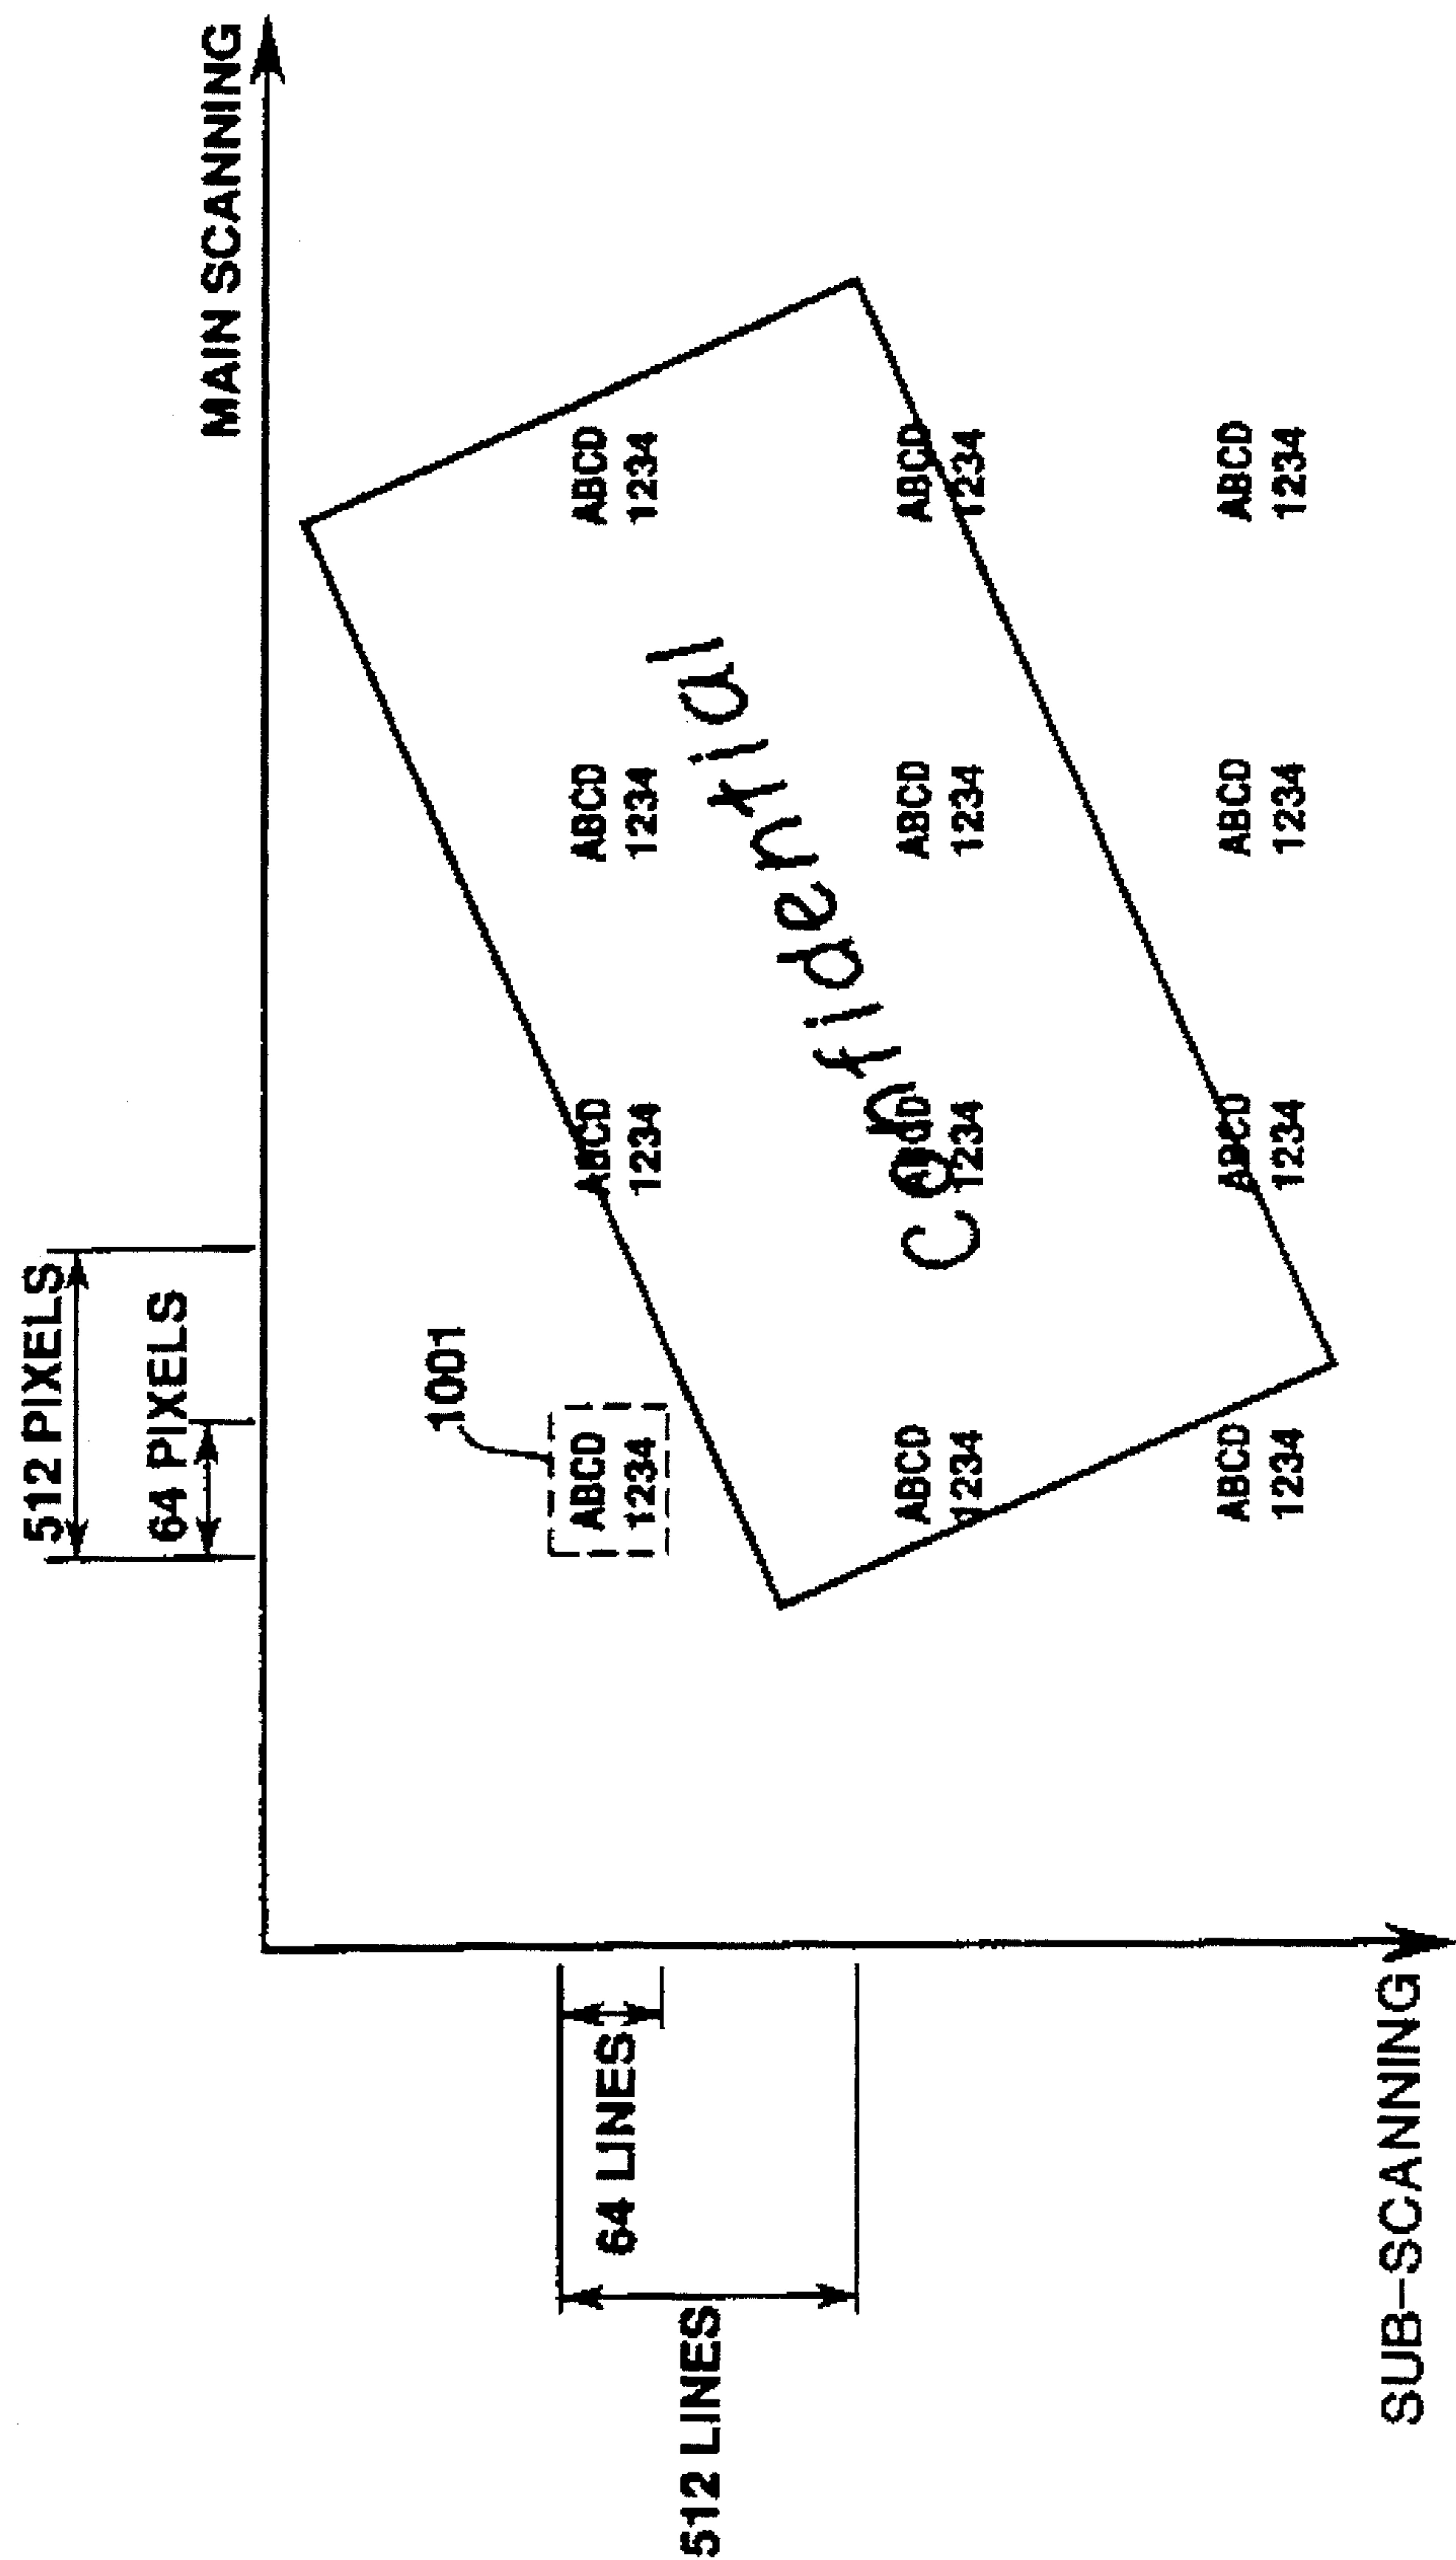 MAIN SCANNING
512 PIXELS
64 PIXELS
1001
ABCD
1234
ABCD
1234
ABCD
1234
ABCD
1234
ABCD
1234
ABCD
1234
ABCD
1234
ABCD
1234
ABCD
1234
ABCD
1234
ABCD
1234
ABCD
1234
Confidential
64 LINES
512 LINES
SUB-SCANNING